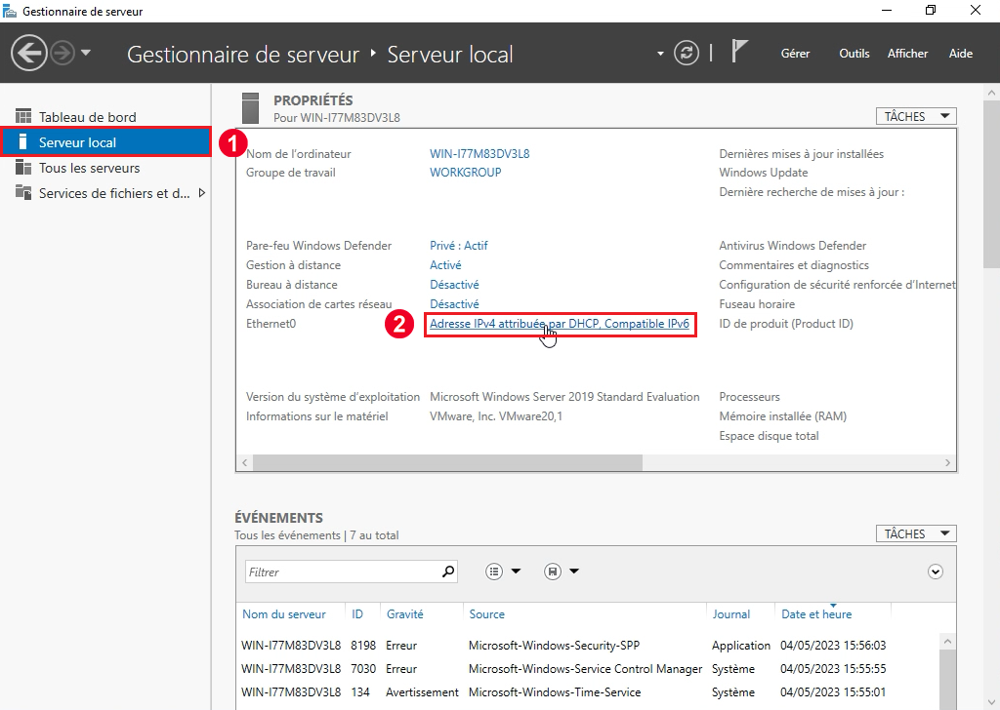 Gestionnaire de serveur
Gestionnaire de serveur ‣ Serveur local
Gérer Outils Afficher Aide
Tableau de bord
Serveur local
Tous les serveurs
Services de fichiers et d...
1
PROPRIÉTÉS
Pour WIN-I77M83DV3L8
TÂCHES
Nom de l'ordinateur WIN-I77M83DV3L8 Dernières mises à jour installées
Groupe de travail WORKGROUP Windows Update
Dernière recherche de mises à jour :
Pare-feu Windows Defender Privé : Actif Antivirus Windows Defender
Gestion à distance Activé Commentaires et diagnostics
Bureau à distance Désactivé Configuration de sécurité renforcée d'Internet
Association de cartes réseau Désactivé Fuseau horaire
Ethernet0 2 Adresse IPv4 attribuée par DHCP, Compatible IPv6 ID de produit (Product ID)
Version du système d'exploitation Microsoft Windows Server 2019 Standard Evaluation Processeurs
Informations sur le matériel VMware, Inc. VMware20,1 Mémoire installée (RAM)
Espace disque total
ÉVÉNEMENTS
Tous les événements | 7 au total
TÂCHES
Filtrer
Nom du serveur ID Gravité Source Journal Date et heure
WIN-I77M83DV3L8 8198 Erreur Microsoft-Windows-Security-SPP Application 04/05/2023 15:56:03
WIN-I77M83DV3L8 7030 Erreur Microsoft-Windows-Service Control Manager Système 04/05/2023 15:55:55
WIN-I77M83DV3L8 134 Avertissement Microsoft-Windows-Time-Service Système 04/05/2023 15:55:01